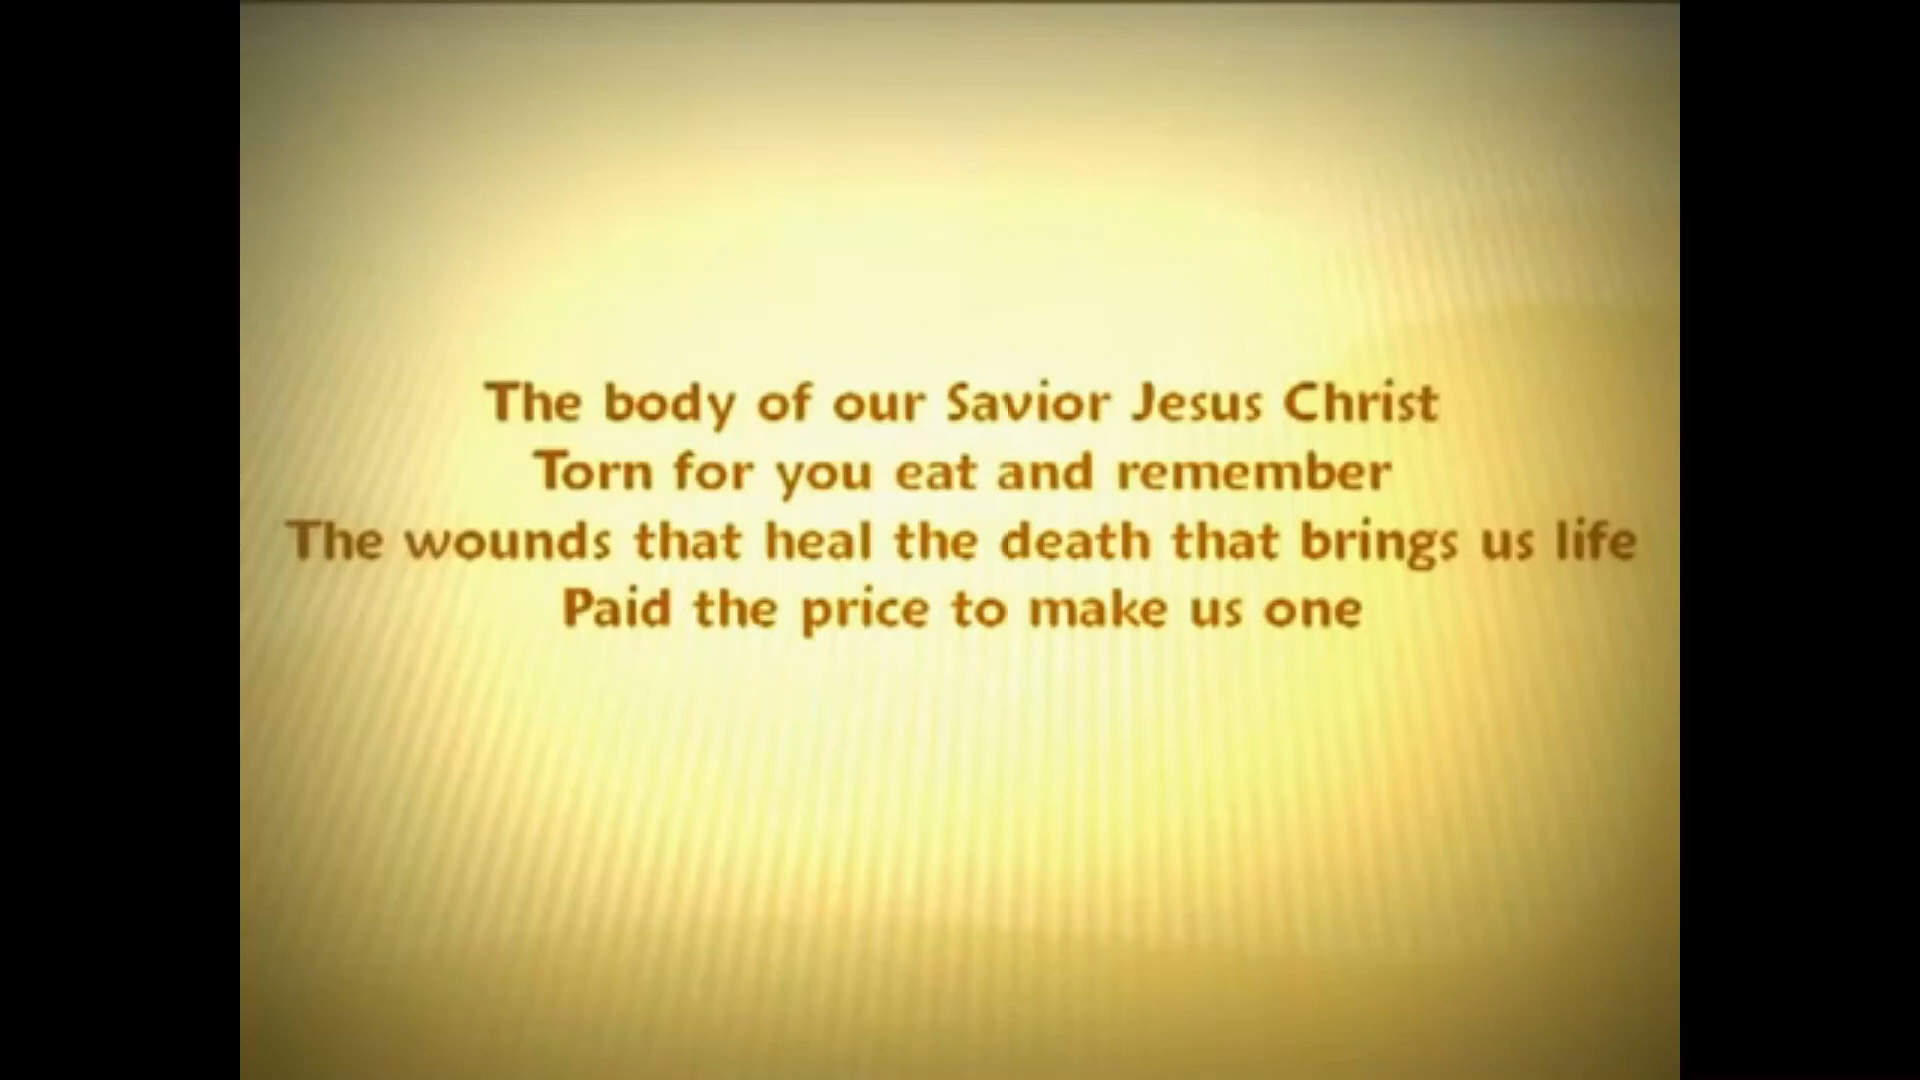 The body of our Savior Jesus Christ
Torn for you eat and remember
The wounds that heal the death that brings us life
Paid the price to make us one